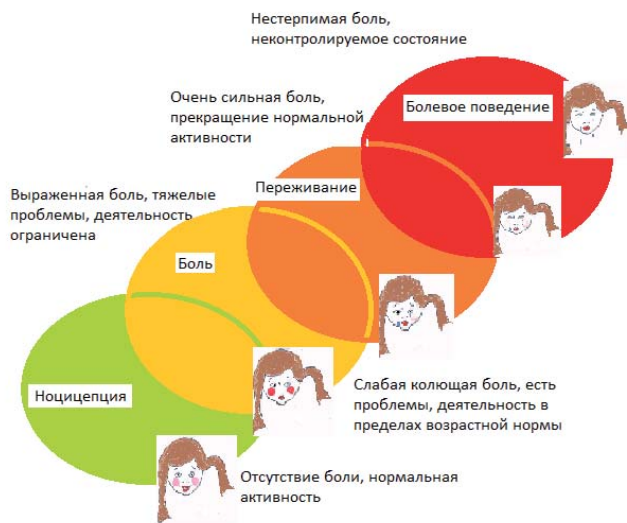 Нестерпимая боль,
неконтролируемое состояние
Очень сильная боль,
прекращение нормальной
активности
Болевое поведение
Выраженная боль, тяжелые
проблемы, деятельность
ограничена
Переживание
Боль
Ноцицепция
Слабая колющая боль, есть
проблемы, деятельность в
пределах возрастной нормы
Отсутствие боли, нормальная
активность